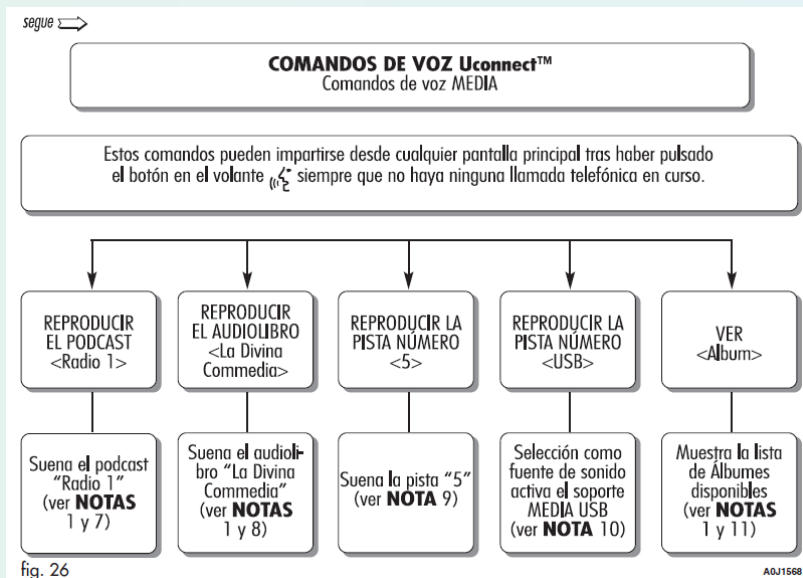 segue
COMANDOS DE VOZ Uconnect™
Comandos de voz MEDIA
Estos comandos pueden impartirse desde cualquier pantalla principal tras haber pulsado
el botón en el volante siempre que no haya ninguna llamada telefónica en curso.
REPRODUCIR
EL PODCAST
<Radio 1>
REPRODUCIR
EL AUDIOLIBRO
<La Divina
Commedia>
REPRODUCIR LA
PISTA NÚMERO
<5>
REPRODUCIR LA
PISTA NÚMERO
<USB>
VER
<Album>
Suena el podcast
"Radio 1"
(ver NOTAS
1 y 7)
Suena el audioli-
bro "La Divina
Commedia"
(ver NOTAS
1 y 8)
Suena la pista "5"
(ver NOTA 9)
Selección como
fuente de sonido
activa el soporte
MEDIA USB
(ver NOTA 10)
Muestra la lista
de Álbumes
disponibles
(ver NOTAS
1 y 11)
fig. 26
A0J1568